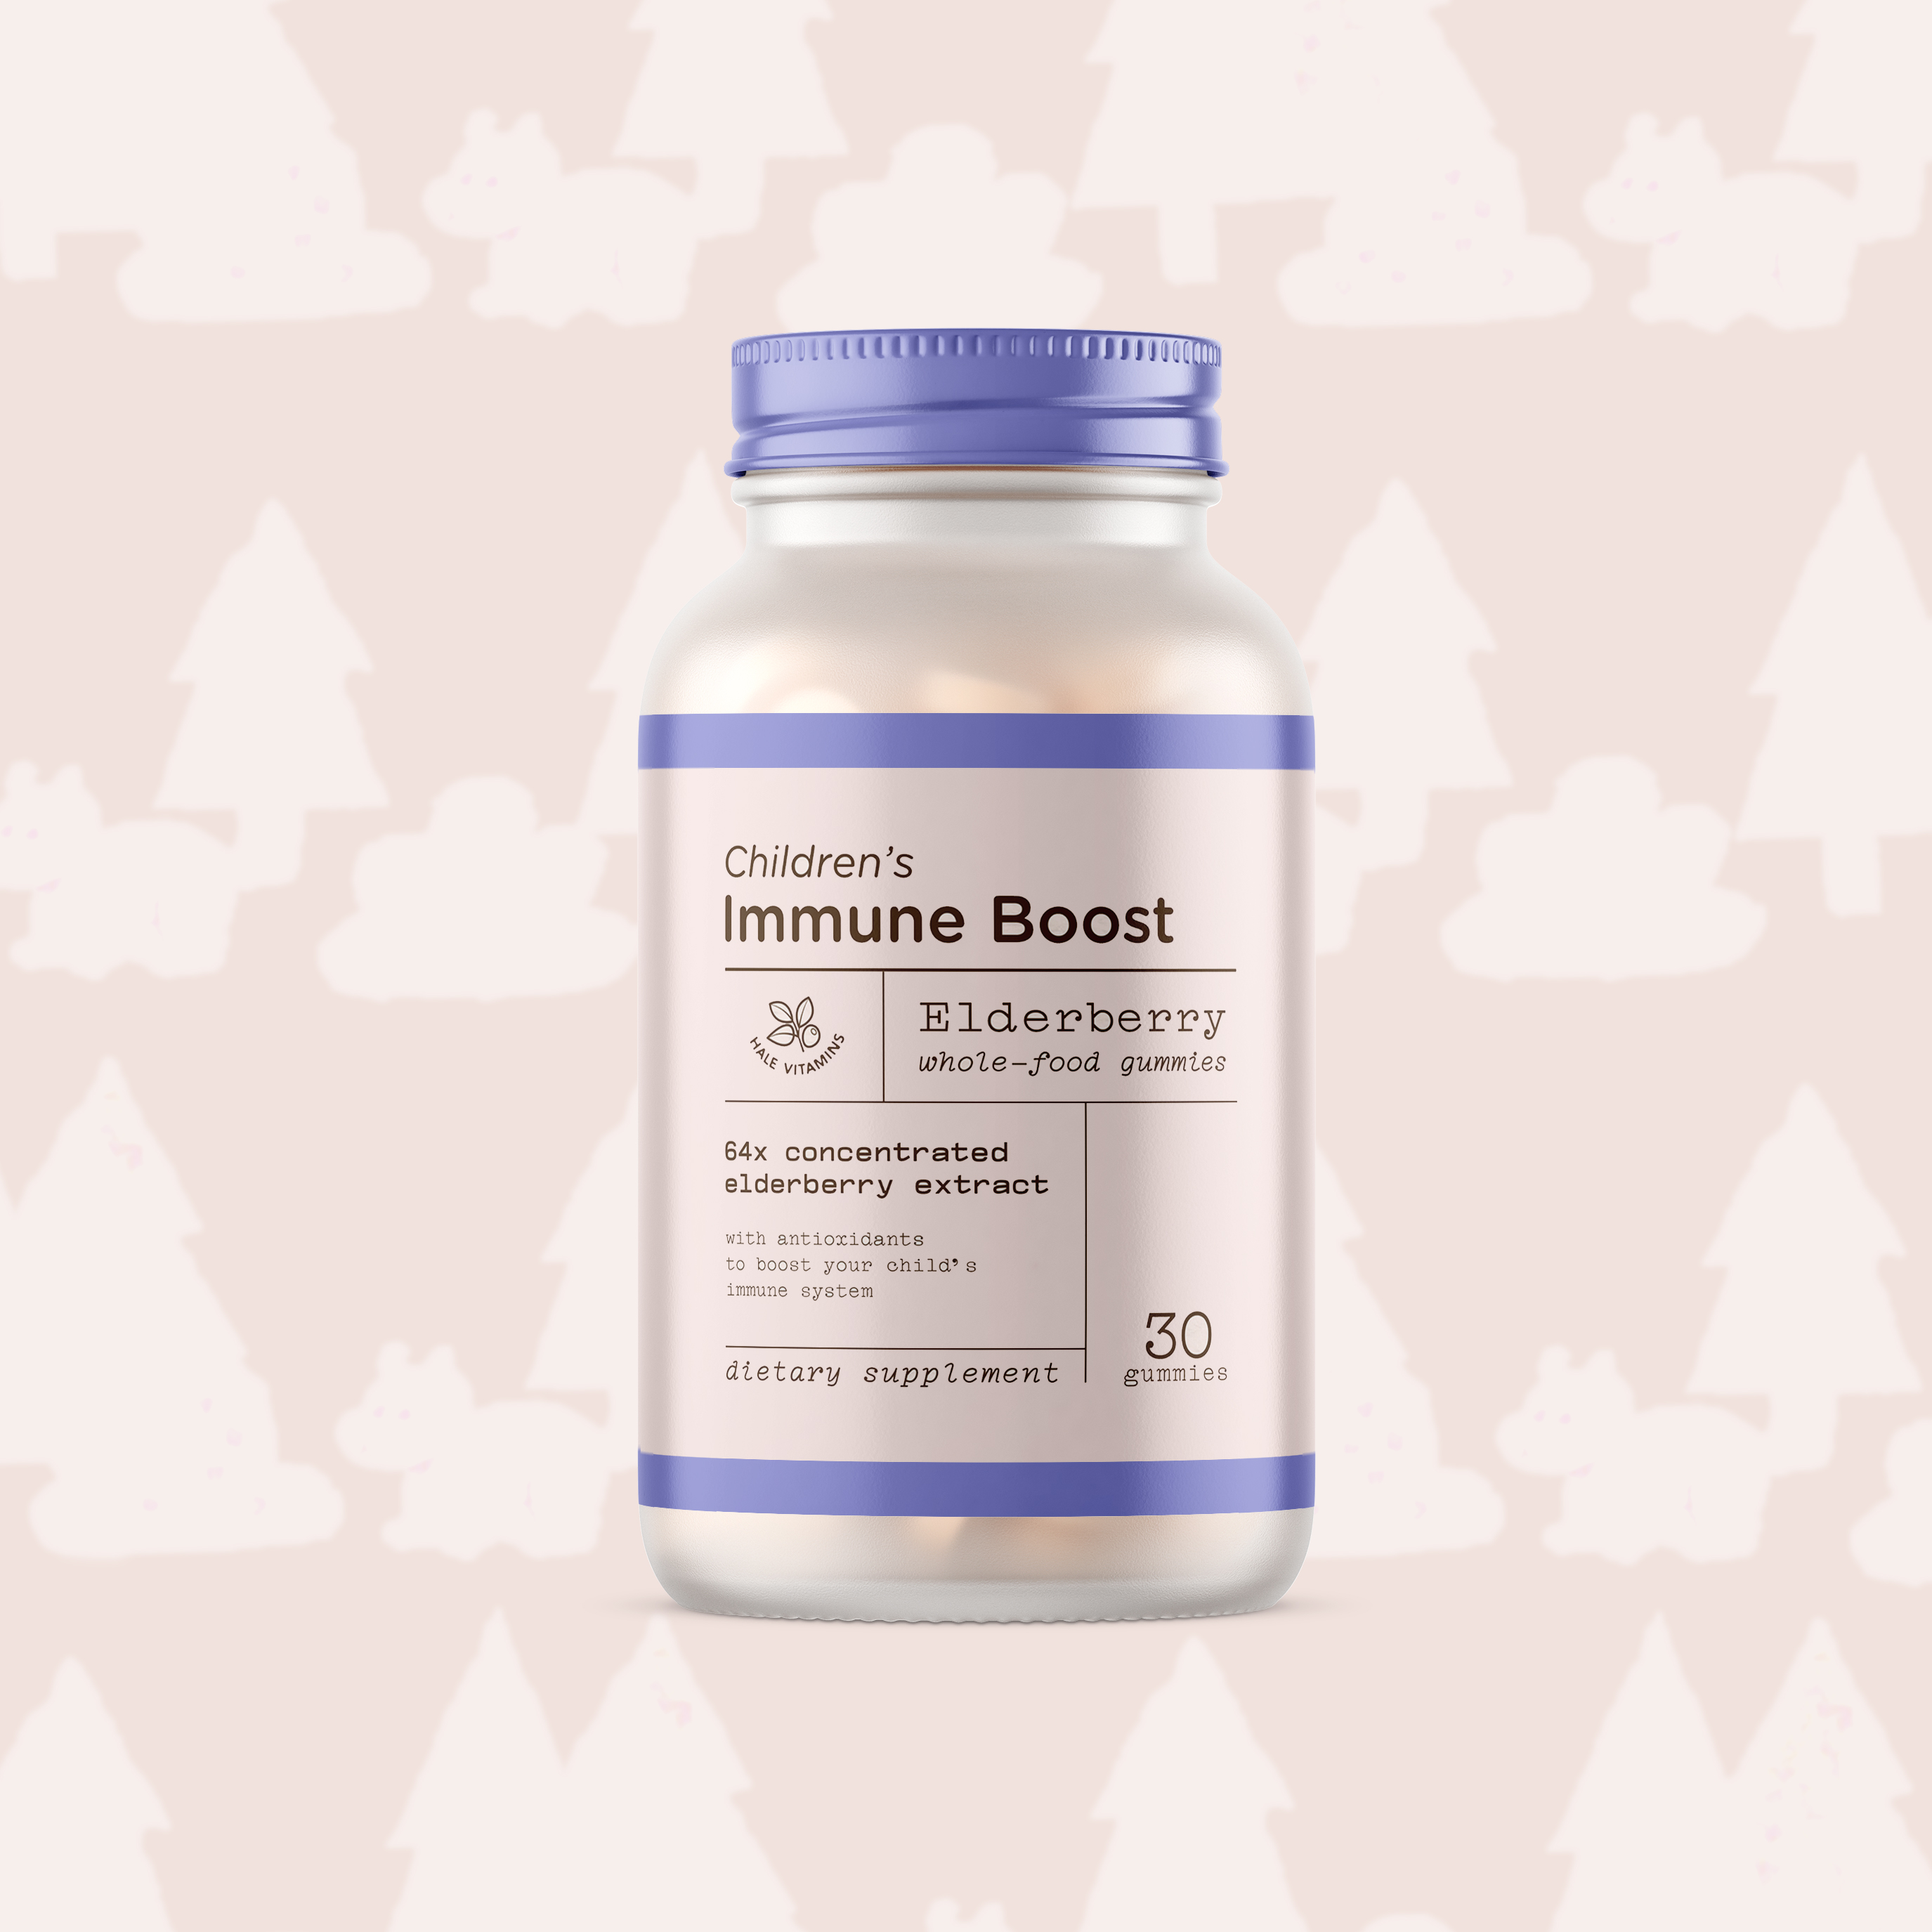 Children's
Immune Boost
HALE VITAMINS
Elderberry
whole-food gummies
64x concentrated
elderberry extract
with antioxidants
to boost your child's
immune system
dietary supplement
30
gummies